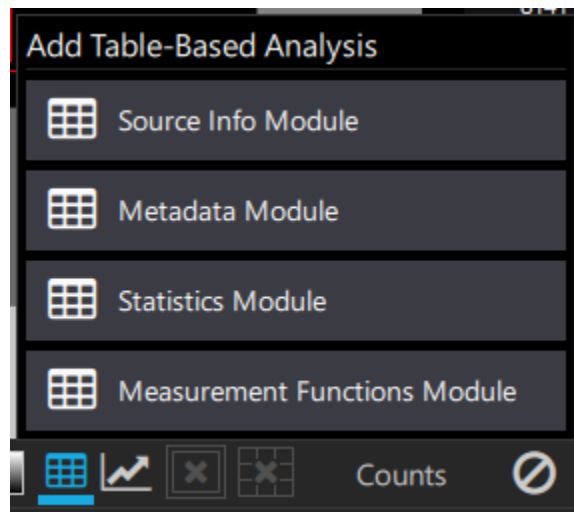 Add Table-Based Analysis
Source Info Module
Metadata Module
Statistics Module
Measurement Functions Module
Counts